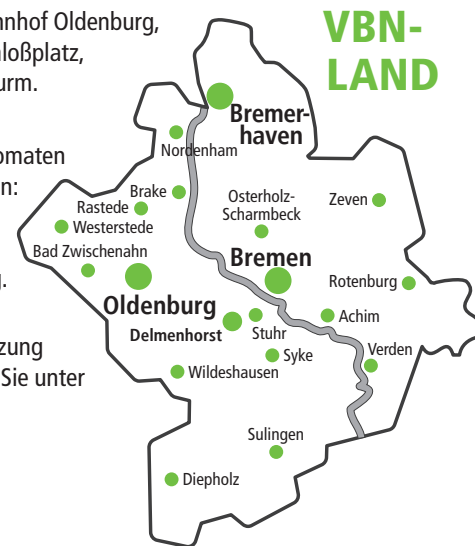 nhof Oldenburg,
loßplatz,
urm.
omaten
n:
g.
zung
Sie unter
VBN-
LAND
Bremer-
haven
Nordenham
Brake
Rastede
Westerstede
Bad Zwischenahn
Osterholz-
Scharmbeck
Zeven
Bremen
Rotenburg
Oldenburg
Delmenhorst
Stuhr
Achim
Syke
Verden
Wildeshausen
Sulingen
Diepholz